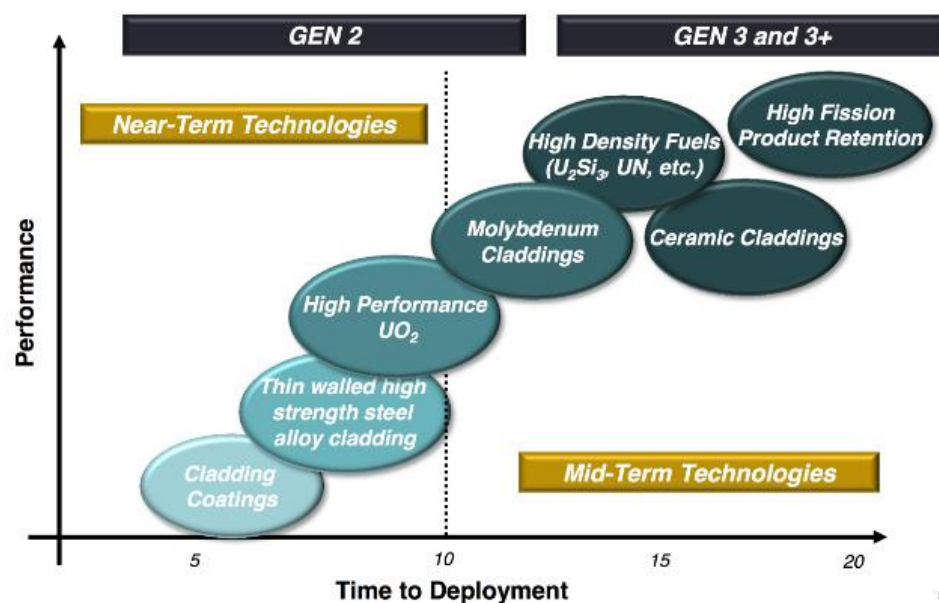 GEN 2
GEN 3 and 3+
Near-Term Technologies
High Fission
Product Retention
High Density Fuels
(U₂Si₃, UN, etc.)
Molybdenum
Claddings
Ceramic Claddings
High Performance
UO₂
Thin walled high
strength steel
alloy cladding
Cladding
Coatings
Mid-Term Technologies
Performance
5
10
15
20
Time to Deployment